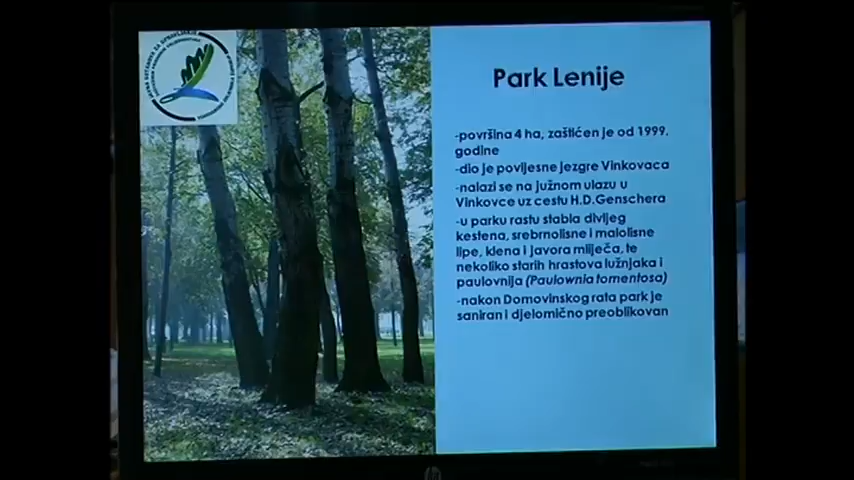 Park Lenije
-površina 4 ha, zaštićen je od 1999.
godine
-dio je povijesne jezgre Vinkovaca
-nalazi se na južnom ulazu u
Vinkovce uz cestu H.D.Genschera
-u parku rastu stabla divljeg
kestena, srebrnolisne i malolisne
lipe, klena i javora mliječa, te
nekoliko starih hrastova lužnjaka i
paulovnija (Paulownia tomentosa)
-nakon Domovinskog rata park je
saniran i djelomično preoblikovan
hp